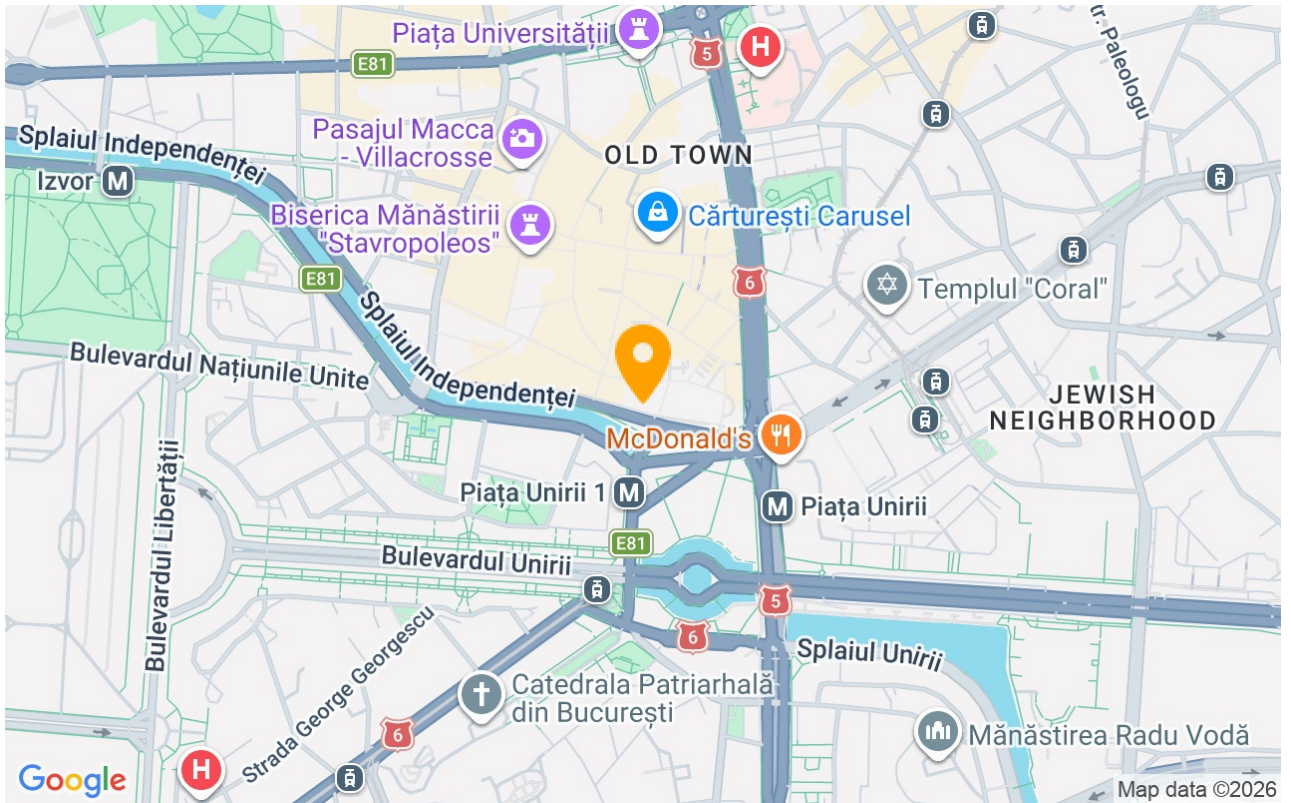 Piața Universității
5
H
E81
tr. Paleologu
Splaiul Independenței
Pasajul Macca
- Villacrosse
OLD TOWN
Izvor M
Biserica Mănăstirii
"Stavropoleos"
Cărturești Carusel
E81
6
Templul "Coral"
Splaiul Independenței
Bulevardul Națiunile Unite
JEWISH
NEIGHBORHOOD
McDonald's
Piața Unirii 1 M
M Piața Unirii
Bulevardul Libertății
E81
Bulevardul Unirii
5
6
Splaiul Unirii
Strada George Georgescu
Catedrala Patriarhală
din București
6
Mănăstirea Radu Vodă
H
Google
Map data ©2026